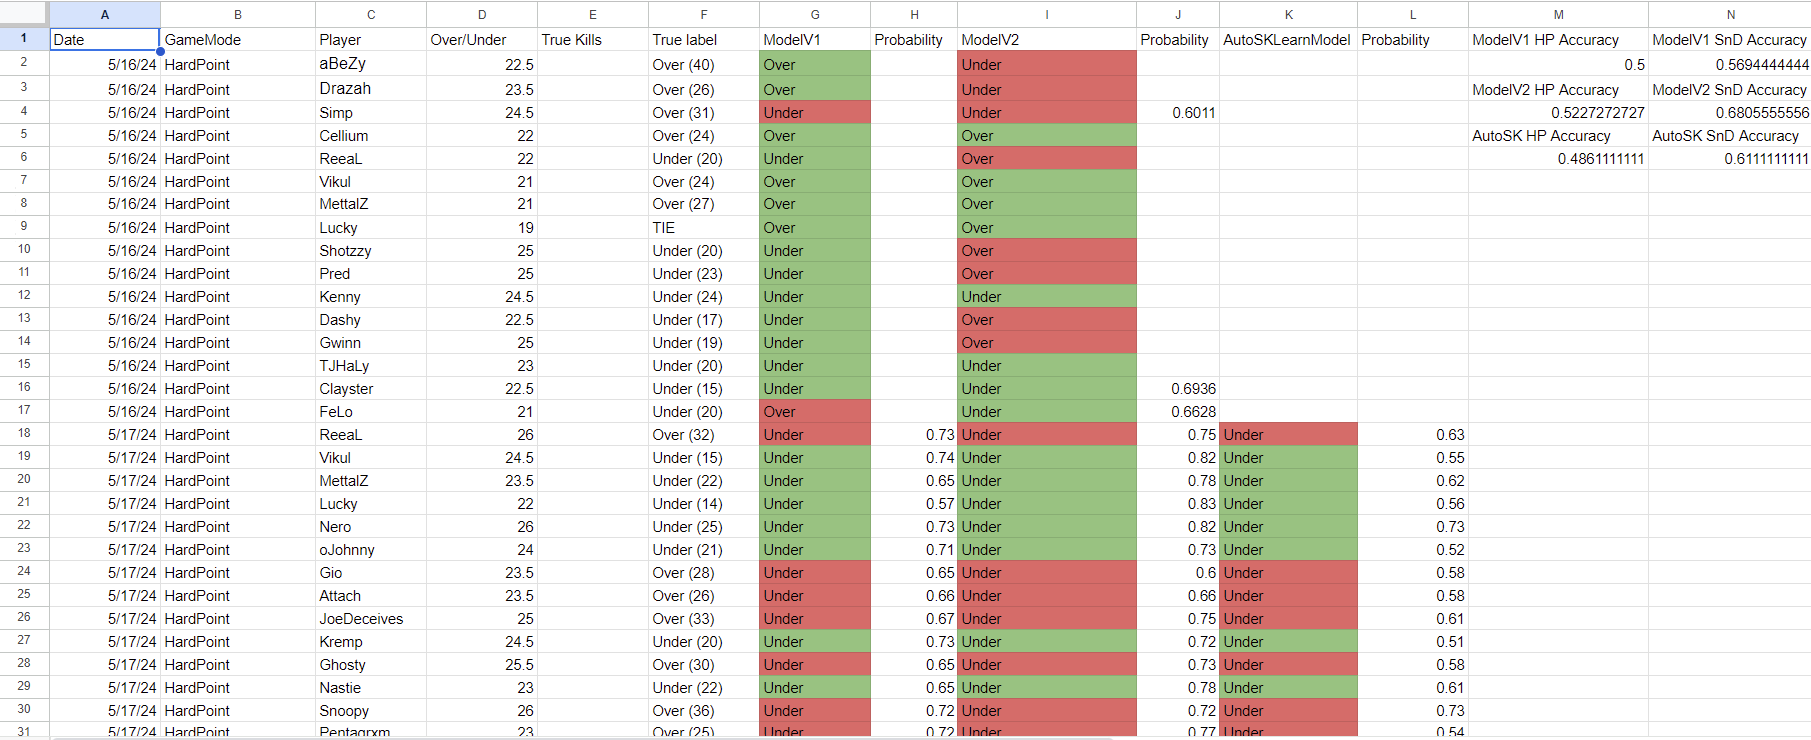 A B C D E F G H I J K L M N
1 Date GameMode Player Over/Under True Kills True label ModelV1 Probability ModelV2 Probability AutoSKLearnModel Probability ModelV1 HP Accuracy ModelV1 SnD Accuracy
2 5/16/24 HardPoint aBeZy 22.5 Over (40) Over Under 0.5 0.5694444444
3 5/16/24 HardPoint Drazah 23.5 Over (26) Over Under ModelV2 HP Accuracy ModelV2 SnD Accuracy
4 5/16/24 HardPoint Simp 24.5 Over (31) Under Under 0.6011 0.5227272727 0.6805555556
5 5/16/24 HardPoint Cellium 22 Over (24) Over Over AutoSK HP Accuracy AutoSK SnD Accuracy
6 5/16/24 HardPoint ReeaL 22 Under (20) Under Over 0.4861111111 0.6111111111
7 5/16/24 HardPoint Vikul 21 Over (24) Over Over
8 5/16/24 HardPoint MettalZ 21 Over (27) Over Over
9 5/16/24 HardPoint Lucky 19 TIE Over Over
10 5/16/24 HardPoint Shotzzy 25 Under (20) Under Over
11 5/16/24 HardPoint Pred 25 Under (23) Under Over
12 5/16/24 HardPoint Kenny 24.5 Under (24) Under Under
13 5/16/24 HardPoint Dashy 22.5 Under (17) Under Over
14 5/16/24 HardPoint Gwinn 25 Under (19) Under Over
15 5/16/24 HardPoint TJHaLy 23 Under (20) Under Under
16 5/16/24 HardPoint Clayster 22.5 Under (15) Under Under 0.6936
17 5/16/24 HardPoint FeLo 21 Under (20) Over Under 0.6628
18 5/17/24 HardPoint ReeaL 26 Over (32) Under 0.73 Under 0.75 Under 0.63
19 5/17/24 HardPoint Vikul 24.5 Under (15) Under 0.74 Under 0.82 Under 0.55
20 5/17/24 HardPoint MettalZ 23.5 Under (22) Under 0.65 Under 0.78 Under 0.62
21 5/17/24 HardPoint Lucky 22 Under (14) Under 0.57 Under 0.83 Under 0.56
22 5/17/24 HardPoint Nero 26 Under (25) Under 0.73 Under 0.82 Under 0.73
23 5/17/24 HardPoint oJohnny 24 Under (21) Under 0.71 Under 0.73 Under 0.52
24 5/17/24 HardPoint Gio 23.5 Over (28) Under 0.65 Under 0.6 Under 0.58
25 5/17/24 HardPoint Attach 23.5 Over (26) Under 0.66 Under 0.66 Under 0.58
26 5/17/24 HardPoint JoeDeceives 25 Over (33) Under 0.67 Under 0.75 Under 0.61
27 5/17/24 HardPoint Kremp 24.5 Under (20) Under 0.73 Under 0.72 Under 0.51
28 5/17/24 HardPoint Ghosty 25.5 Over (30) Under 0.65 Under 0.73 Under 0.58
29 5/17/24 HardPoint Nastie 23 Under (22) Under 0.65 Under 0.78 Under 0.61
30 5/17/24 HardPoint Snoopy 26 Over (36) Under 0.72 Under 0.72 Under 0.73
31 5/17/24 HardPoint Pentagrxm 23 Over (25) Under 0.72 Under 0.77 Under 0.54